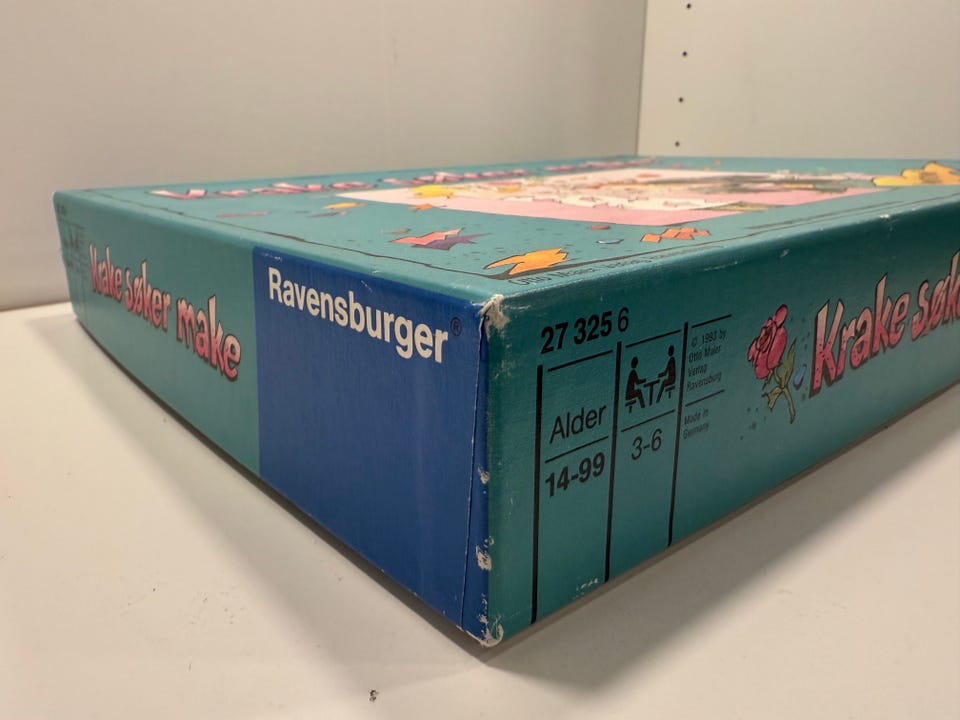 Krake søker make
Ravensburger®
27 325 6
Alder
14-99
3-6
© 1993 by
Otto Maier
Verlag
Ravensburg
Made in
Germany
Krake søke